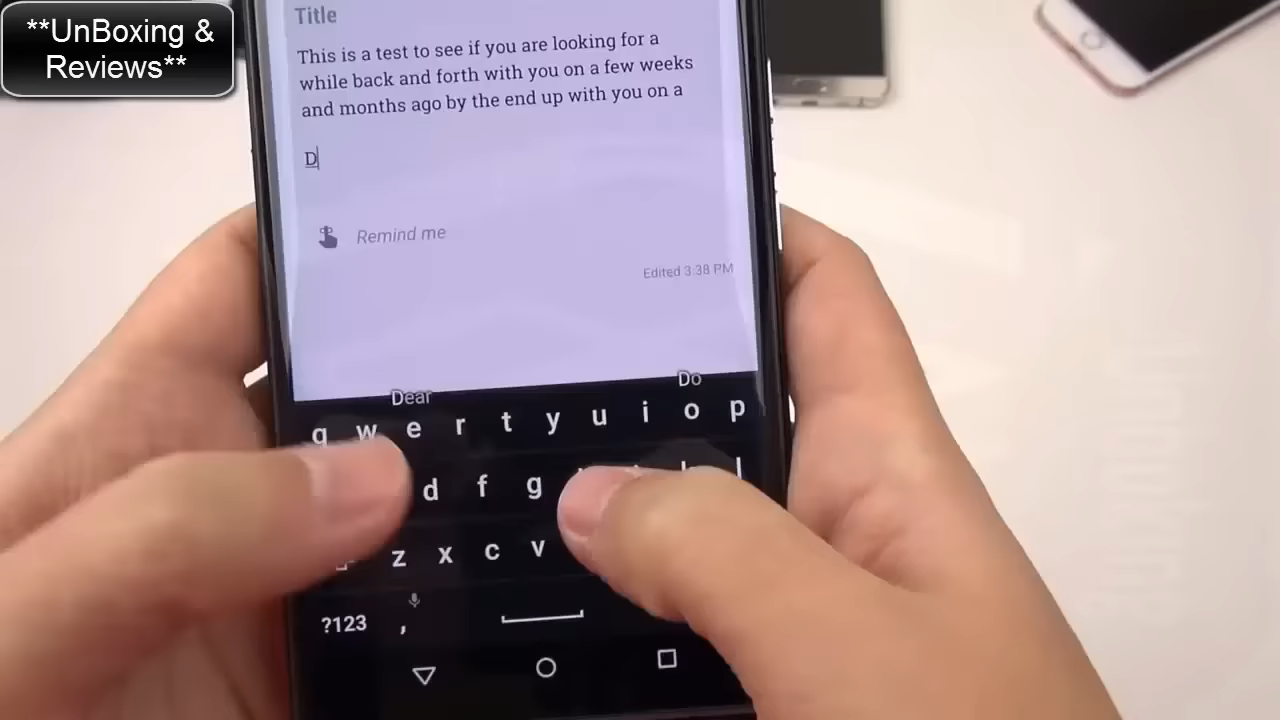 **UnBoxing &
Reviews**
Title
This is a test to see if you are looking for a
while back and forth with you on a few weeks
and months ago by the end up with you on a
D
Remind me
Edited 3:38 PM
Dear Do
q w e r t y u i o p
d f g
z x c v
?123 ,